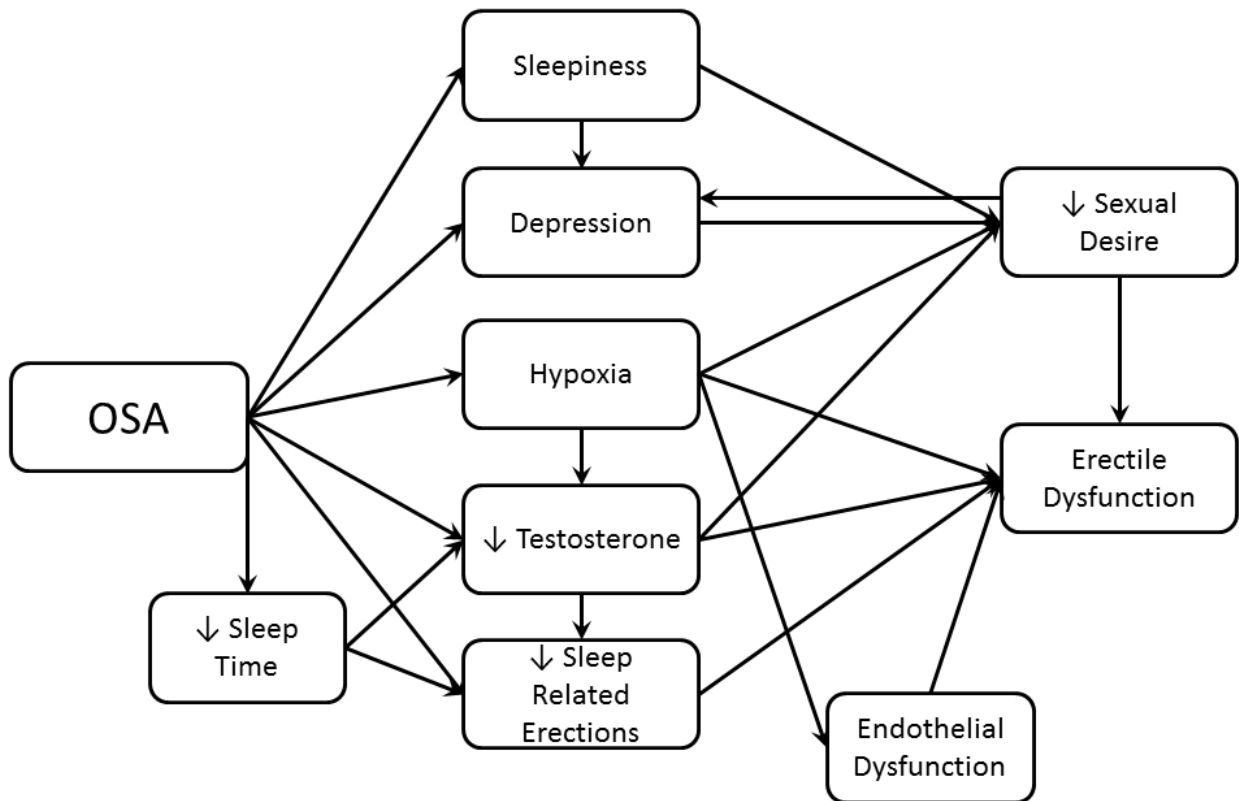 Sleepiness
Depression
↓ Sexual
Desire
Hypoxia
OSA
Erectile
Dysfunction
↓ Testosterone
↓ Sleep
Time
↓ Sleep
Related
Erections
Endothelial
Dysfunction